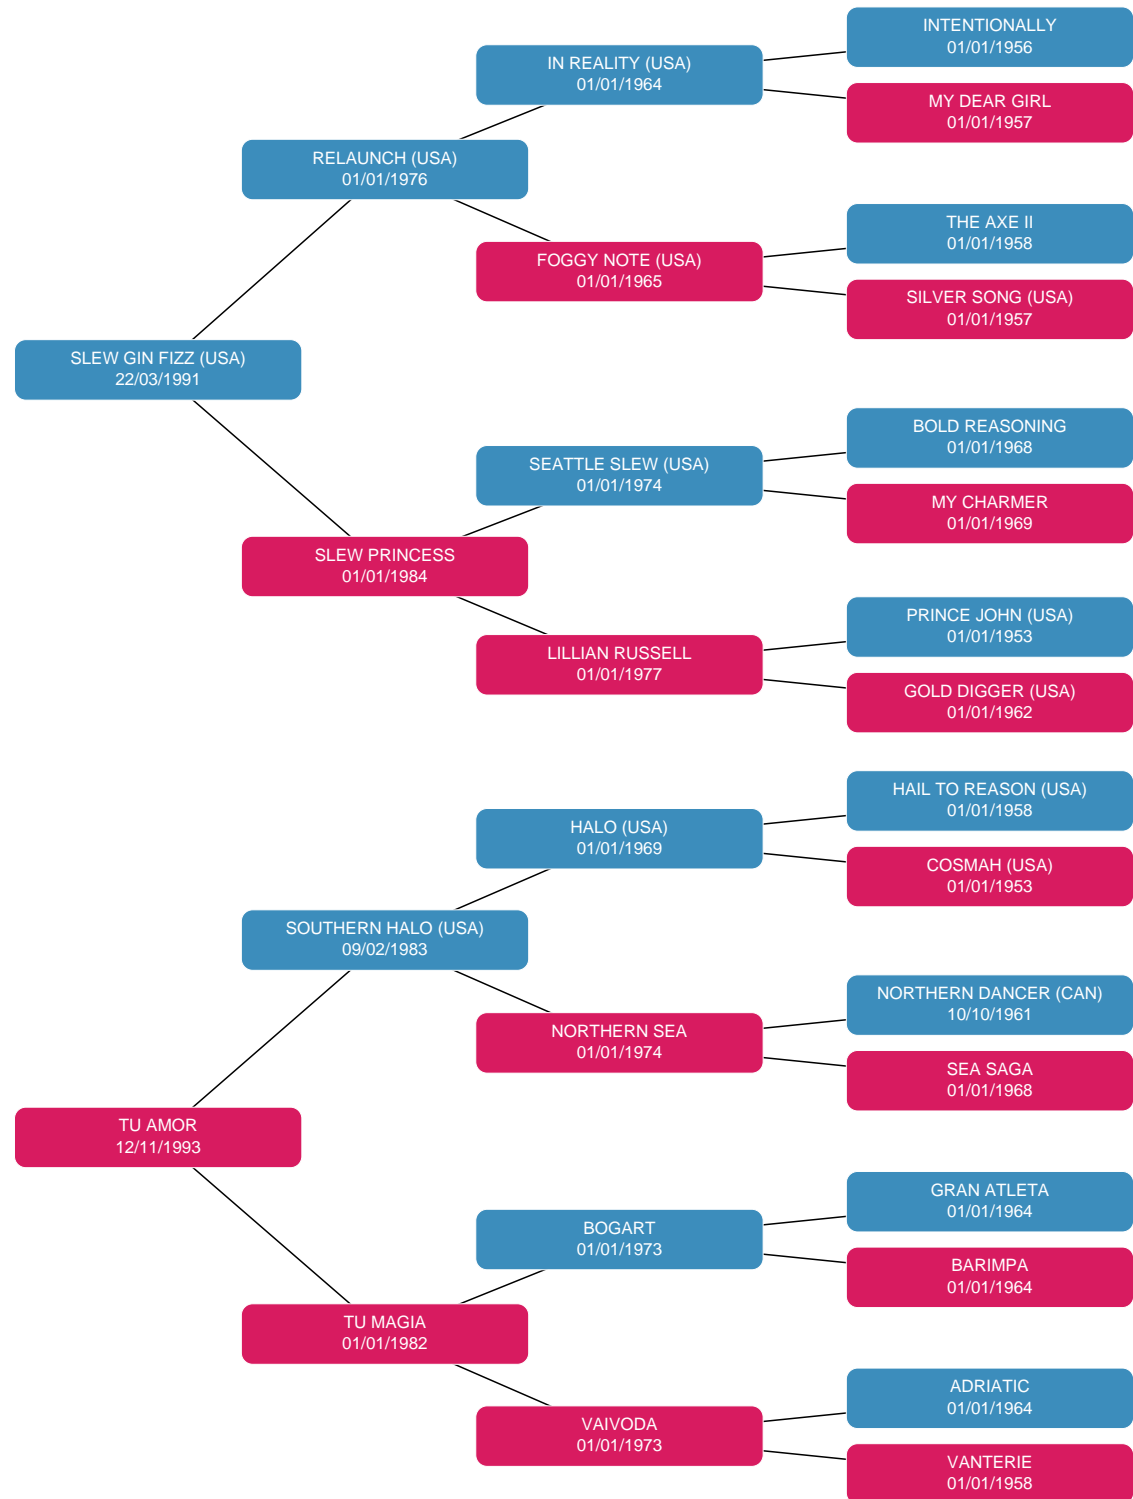 INTENTIONALLY
01/01/1956
IN REALITY (USA)
01/01/1964
MY DEAR GIRL
01/01/1957
RELAUNCH (USA)
01/01/1976
THE AXE II
01/01/1958
FOGGY NOTE (USA)
01/01/1965
SILVER SONG (USA)
01/01/1957
SLEW GIN FIZZ (USA)
22/03/1991
BOLD REASONING
01/01/1968
SEATTLE SLEW (USA)
01/01/1974
MY CHARMER
01/01/1969
SLEW PRINCESS
01/01/1984
PRINCE JOHN (USA)
01/01/1953
LILLIAN RUSSELL
01/01/1977
GOLD DIGGER (USA)
01/01/1962
HAIL TO REASON (USA)
01/01/1958
HALO (USA)
01/01/1969
COSMAH (USA)
01/01/1953
SOUTHERN HALO (USA)
09/02/1983
NORTHERN DANCER (CAN)
10/10/1961
NORTHERN SEA
01/01/1974
SEA SAGA
01/01/1968
TU AMOR
12/11/1993
GRAN ATLETA
01/01/1964
BOGART
01/01/1973
BARIMPA
01/01/1964
TU MAGIA
01/01/1982
ADRIATIC
01/01/1964
VAIVODA
01/01/1973
VANTERIE
01/01/1958